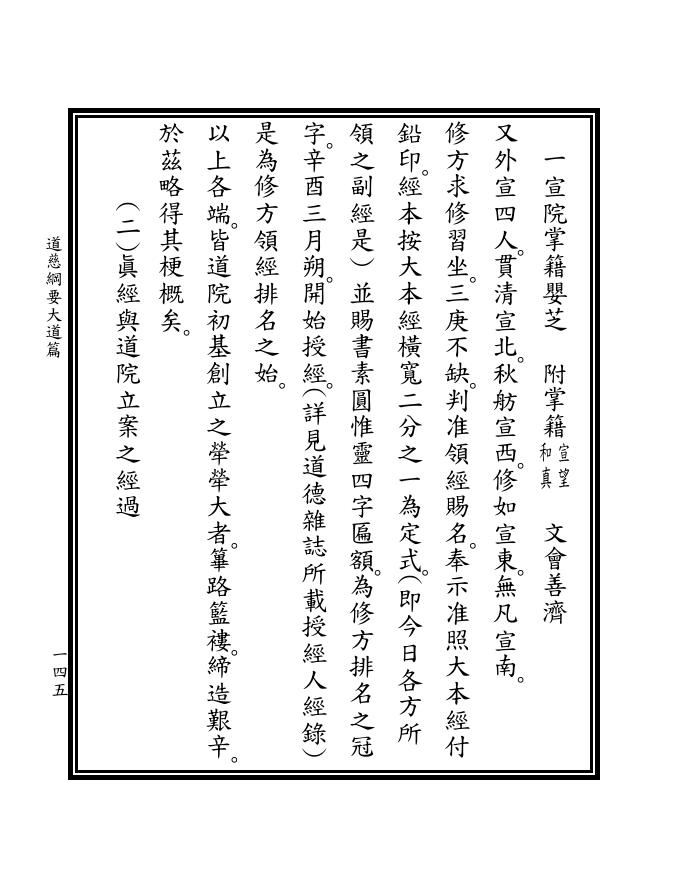 一宣院掌籍嬰芝　附掌籍宣望和真　文會善濟
又外宣四人。貫清宣北。秋舫宣西。修如宣東。無凡宣南。
修方求修習坐。三庚不缺。判准領經賜名。奉示准照大本經付
鉛印。經本按大本經橫寬二分之一為定式。(即今日各方所
領之副經是)並賜書素圓惟靈四字匾額。為修方排名之冠
字。辛酉三月朔。開始授經。(詳見道德雜誌所載授經人經錄)
是為修方領經排名之始。
以上各端。皆道院初基創立之犖犖大者。篳路籃褸。締造艱辛。
於茲略得其梗概矣。
(二)眞經與道院立案之經過
道慈綱要大道篇
一四五